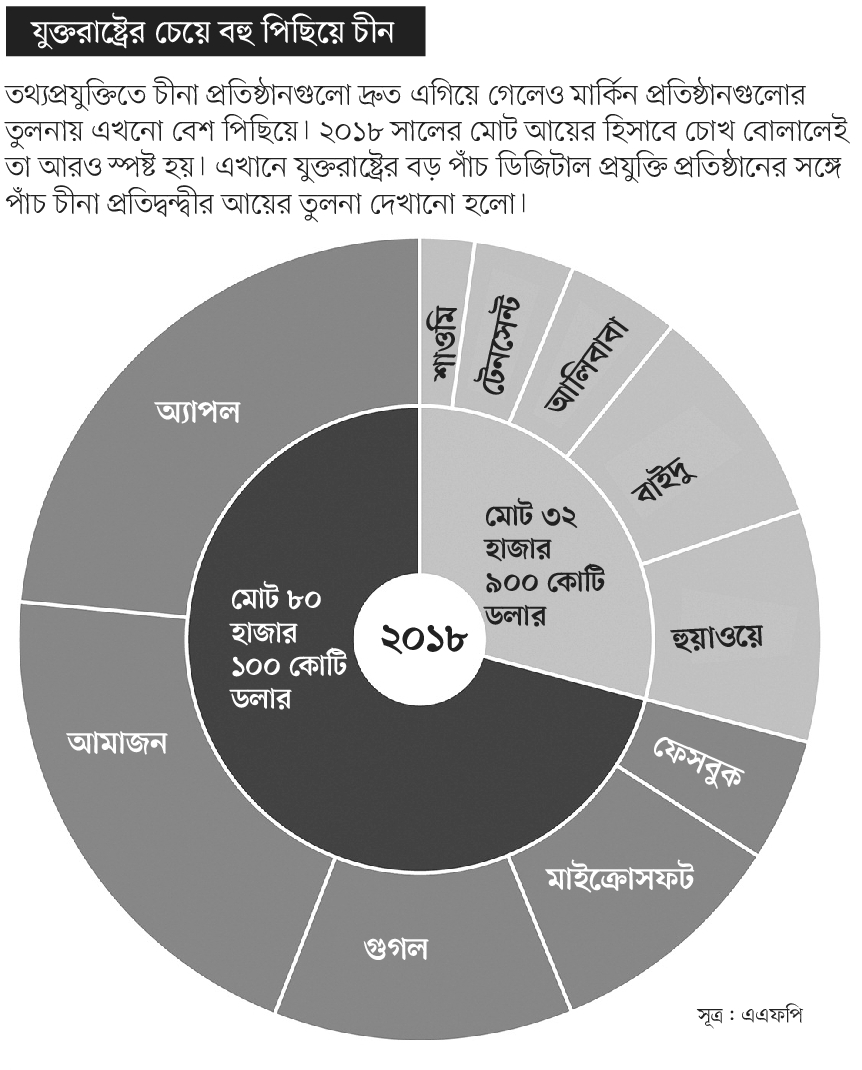 যুক্তরাষ্ট্রের চেয়ে বহু পিছিয়ে চীন
তথ্যপ্রযুক্তিতে চীনা প্রতিষ্ঠানগুলো দ্রুত এগিয়ে গেলেও মার্কিন প্রতিষ্ঠানগুলোর
তুলনায় এখনো বেশ পিছিয়ে। ২০১৮ সালের মোট আয়ের হিসাবে চোখ বোলালেই
তা আরও স্পষ্ট হয়। এখানে যুক্তরাষ্ট্রের বড় পাঁচ ডিজিটাল প্রযুক্তি প্রতিষ্ঠানের সঙ্গে
পাঁচ চীনা প্রতিদ্বন্দ্বীর আয়ের তুলনা দেখানো হলো।
শাওমি
টেনসেন্ট
আলিবাবা
বাইদু
হুয়াওয়ে
অ্যাপল
মোট ৩২
হাজার
৯০০ কোটি
ডলার
মোট ৮০
হাজার
১০০ কোটি
ডলার
২০১৮
আমাজন
ফেসবুক
মাইক্রোসফট
গুগল
সূত্র : এএফপি